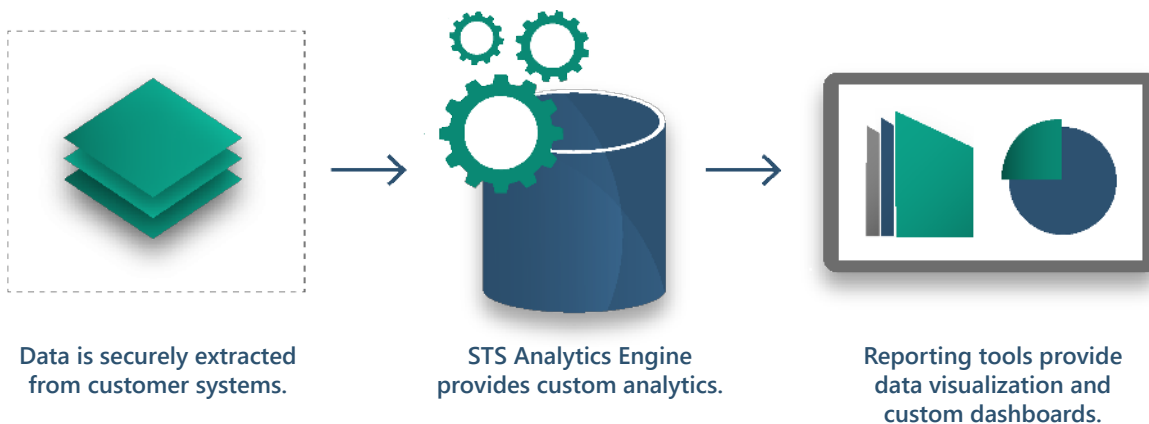 Data is securely extracted
from customer systems.
STS Analytics Engine
provides custom analytics.
Reporting tools provide
data visualization and
custom dashboards.